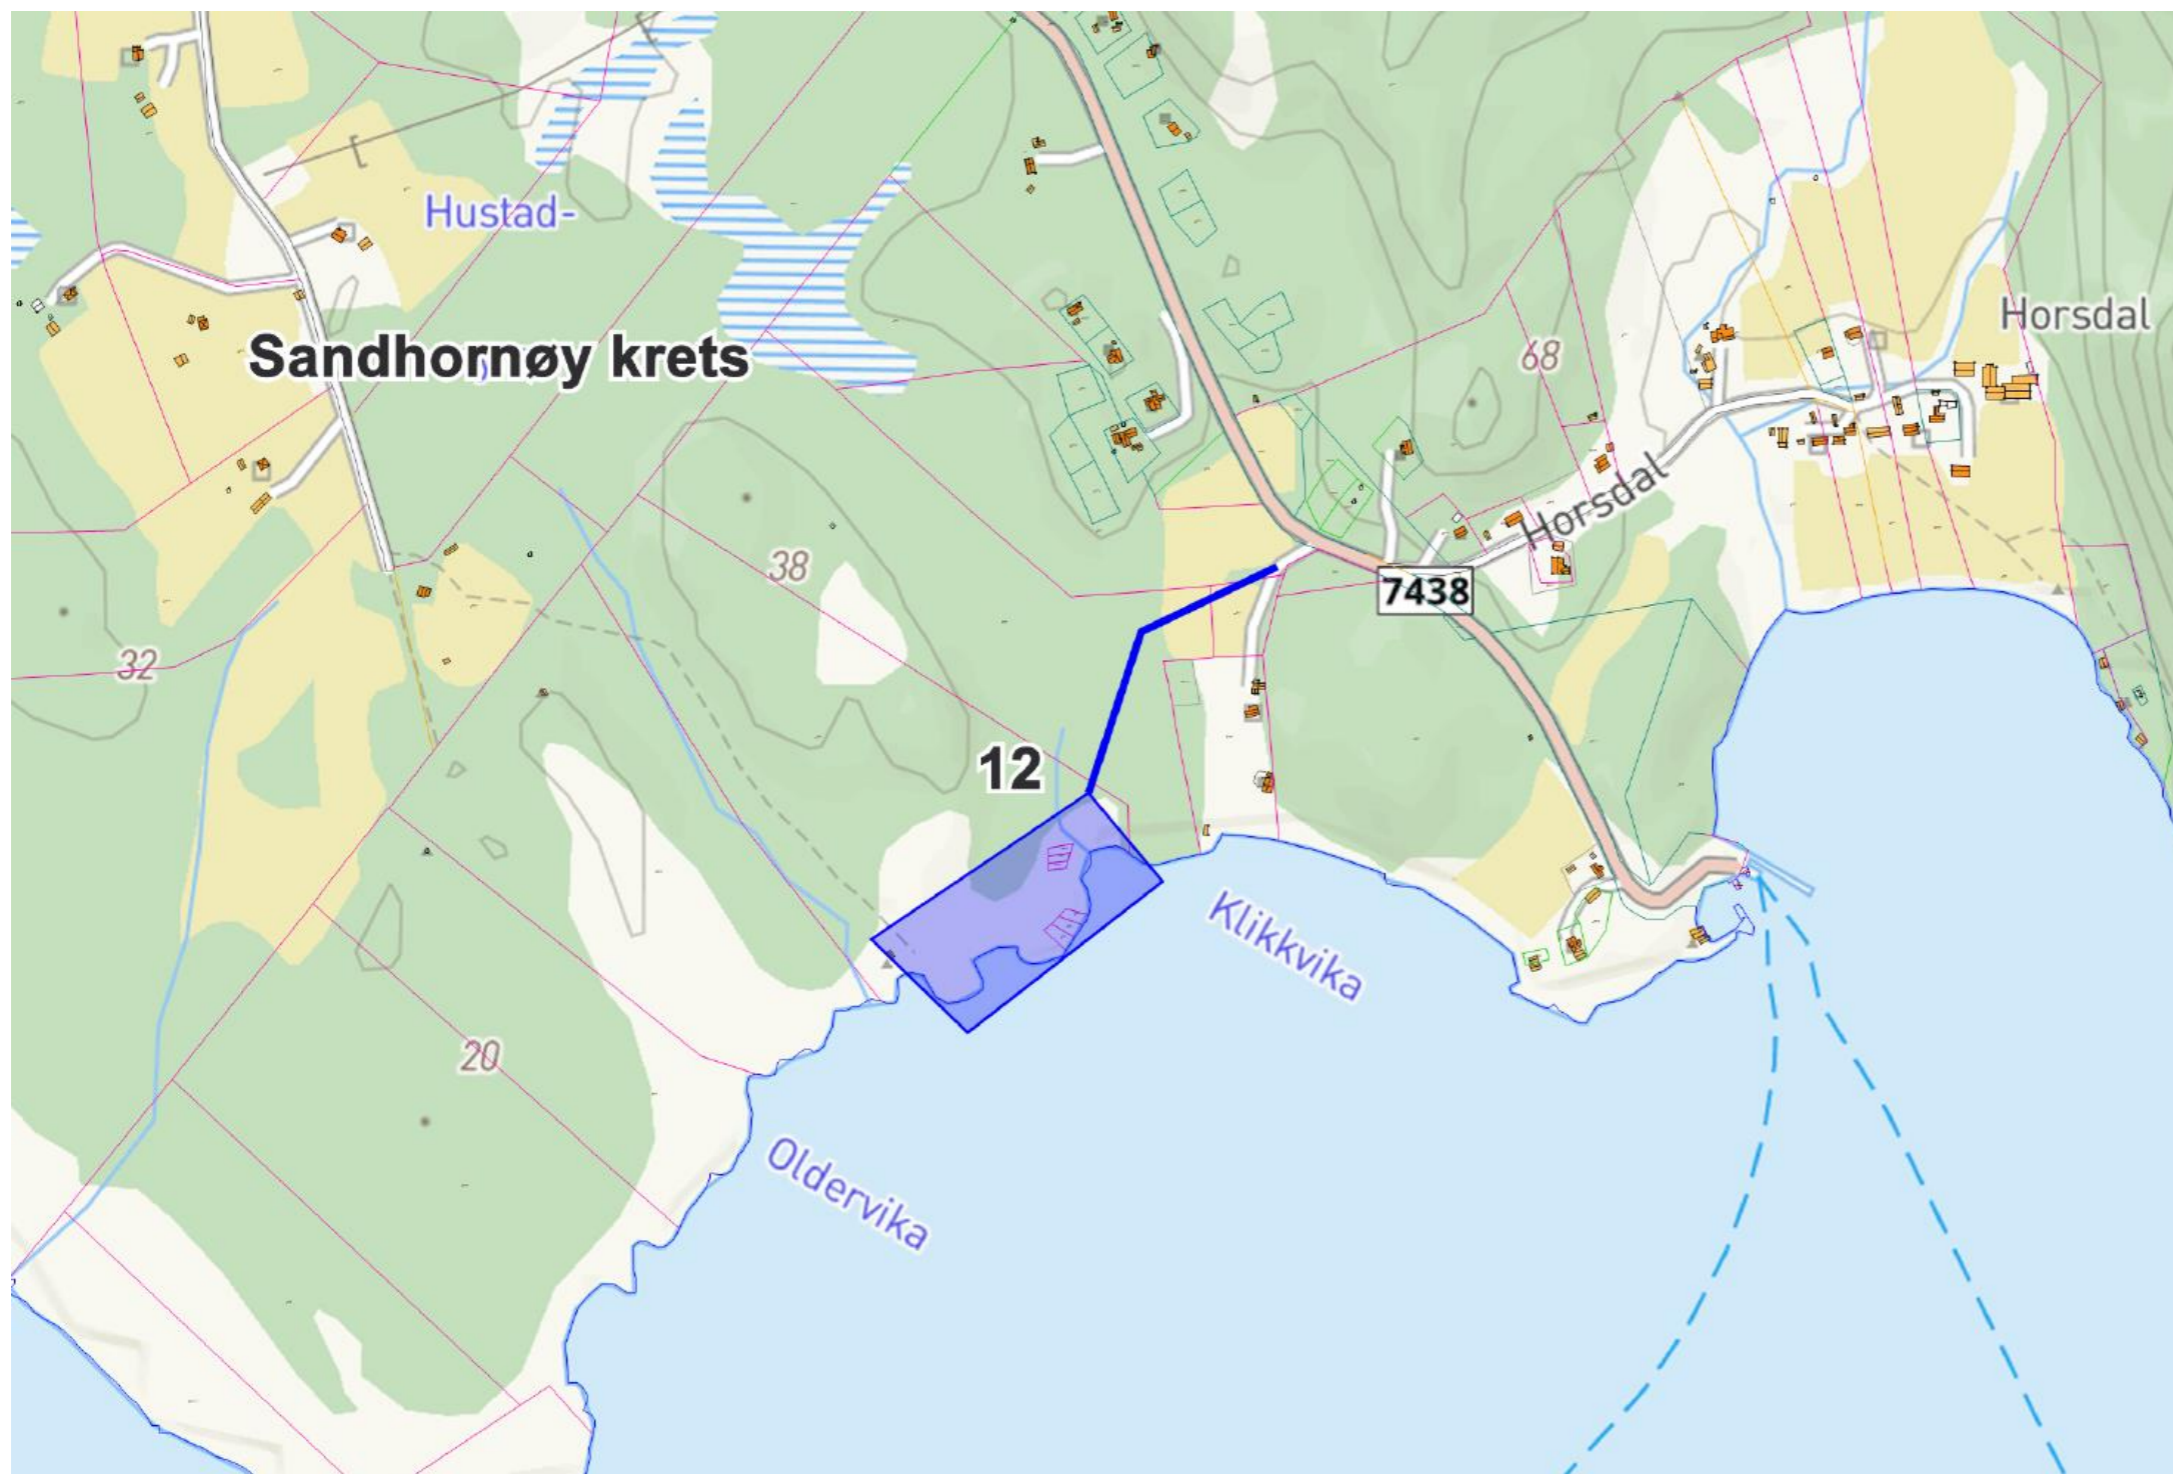 Hustad-
Horsdal
Sandhornøy krets
68
Horsdal
38
7438
32
12
Klikkvika
20
Oldervika